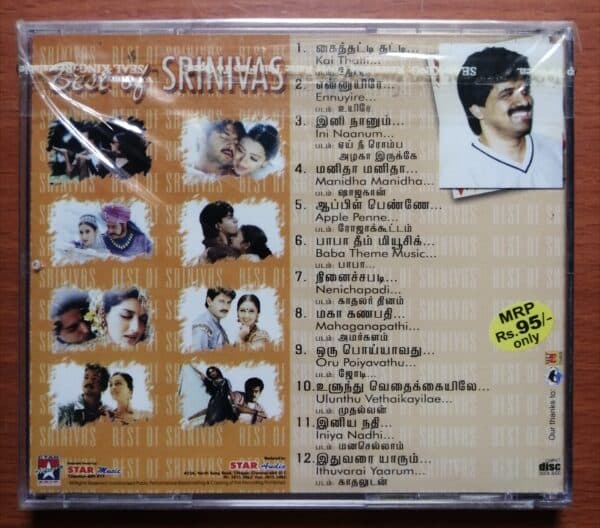 Best of SRINIVAS
1. கைத்தட்டி தட்டி...
Kai Thatti...
2. என்னுயிரே...
Ennuyire...
படம்: உயிரே.
3. இனி நானும்...
Ini Naanum...
படம்: ஏய் நீ ரொம்ப
அழகா இருக்கே
4. மனிதா மனிதா...
Manidha Manidha...
படம்: ஷாஜகான்
5. ஆப்பிள் பெண்ணே...
Apple Penne...
படம்: ரோஜாக்கூட்டம்
6. பாபா தீம் மியூசிக்...
Baba Theme Music...
படம்: பாபா...
7. நினைச்சபடி...
Nenichapadi...
படம்: காதலர் தினம்
8. மகா கணபதி...
Mahaganapathi...
படம்: அமர்களம்
9. ஒரு பொய்யாவது...
Oru Poiyavathu...
படம்: ஜோடி...
10. உளுந்து வெதைக்கையிலே...
Ulunthu Vethaikayilae...
படம்: முதல்வன்
11. இனிய நதி...
Iniya Nadhi...
படம்: மனசெல்லாம்
12. இதுவரை யாரும்...
Ithuvarai Yaarum...
படம்: காதலுடன்
MRP
Rs.95/-
only
Our thanks to
STAR Music
STAR Audio
COMPACT
disc